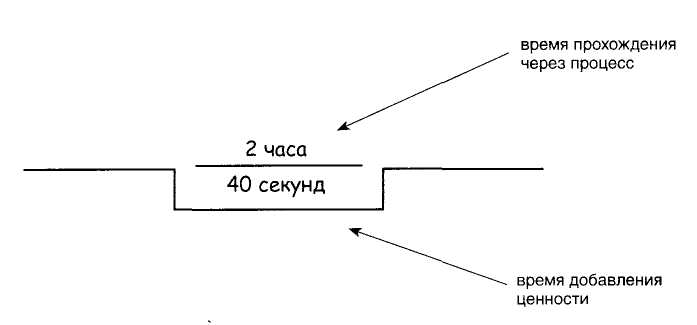 время прохождения
через процесс
2 часа
40 секунд
время добавления
ценности